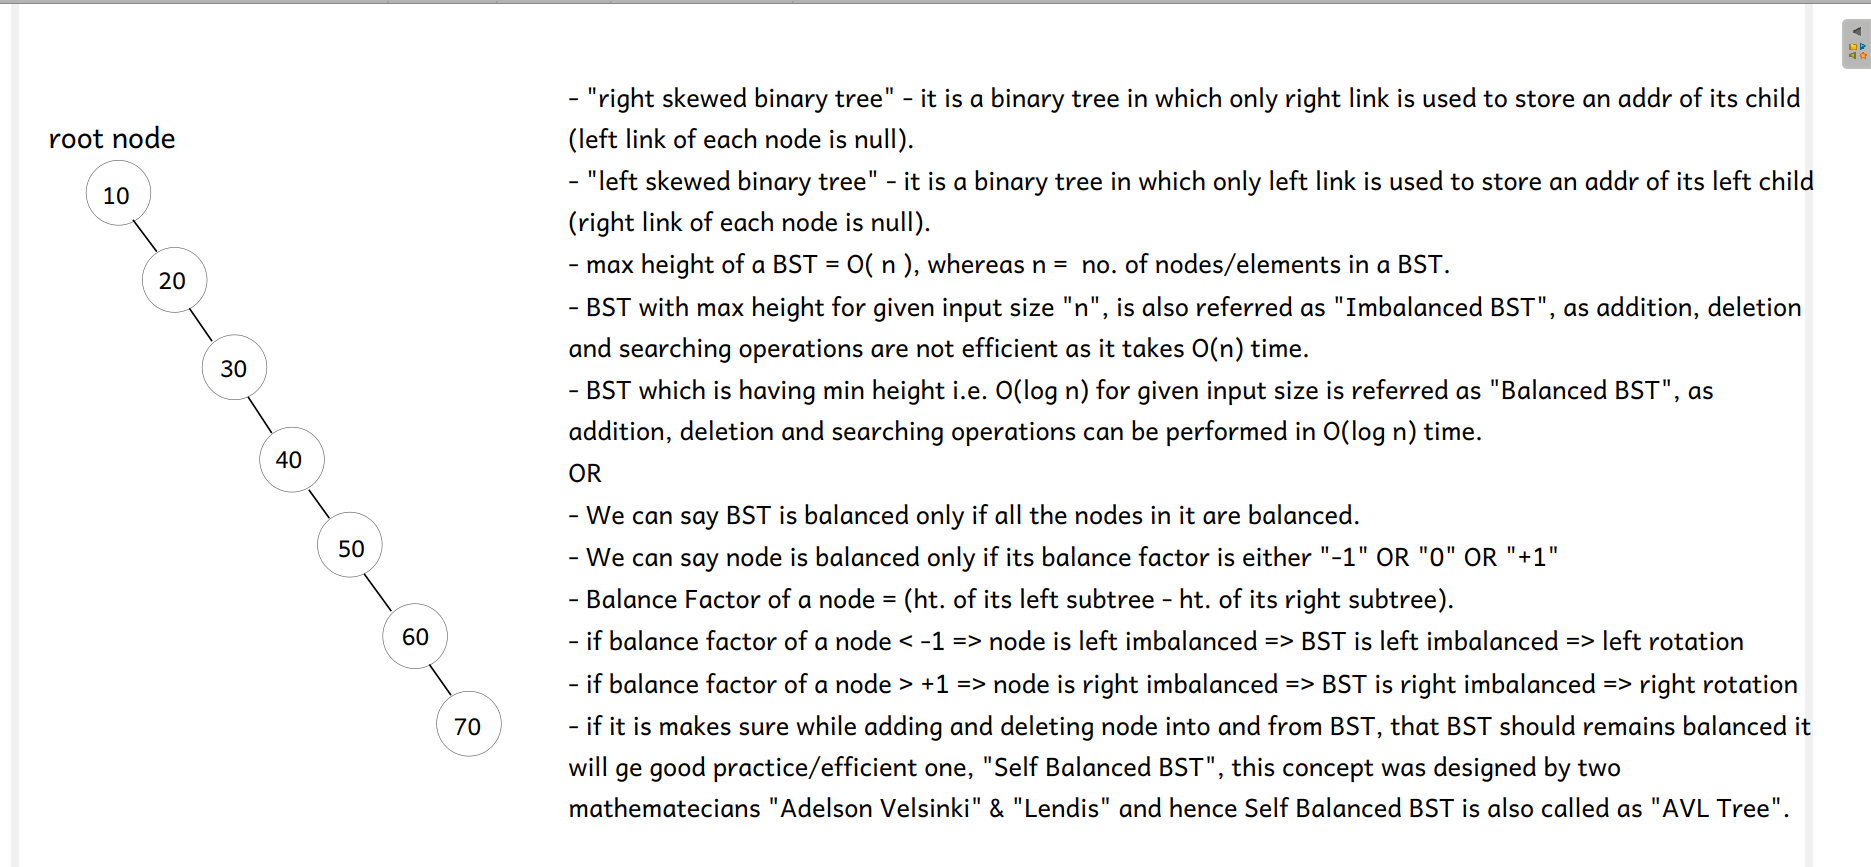 root node
10
20
30
40
50
60
70
- "right skewed binary tree" - it is a binary tree in which only right link is used to store an addr of its child
(left link of each node is null).
- "left skewed binary tree" - it is a binary tree in which only left link is used to store an addr of its left child
(right link of each node is null).
- max height of a BST = O( n ), whereas n =  no. of nodes/elements in a BST.
- BST with max height for given input size "n", is also referred as "Imbalanced BST", as addition, deletion
and searching operations are not efficient as it takes O(n) time.
- BST which is having min height i.e. O(log n) for given input size is referred as "Balanced BST", as
addition, deletion and searching operations can be performed in O(log n) time.
OR
- We can say BST is balanced only if all the nodes in it are balanced.
- We can say node is balanced only if its balance factor is either "-1" OR "0" OR "+1"
- Balance Factor of a node = (ht. of its left subtree - ht. of its right subtree).
- if balance factor of a node < -1 => node is left imbalanced => BST is left imbalanced => left rotation
- if balance factor of a node > +1 => node is right imbalanced => BST is right imbalanced => right rotation
- if it is makes sure while adding and deleting node into and from BST, that BST should remains balanced it
will ge good practice/efficient one, "Self Balanced BST", this concept was designed by two
mathematecians "Adelson Velsinki" & "Lendis" and hence Self Balanced BST is also called as "AVL Tree".